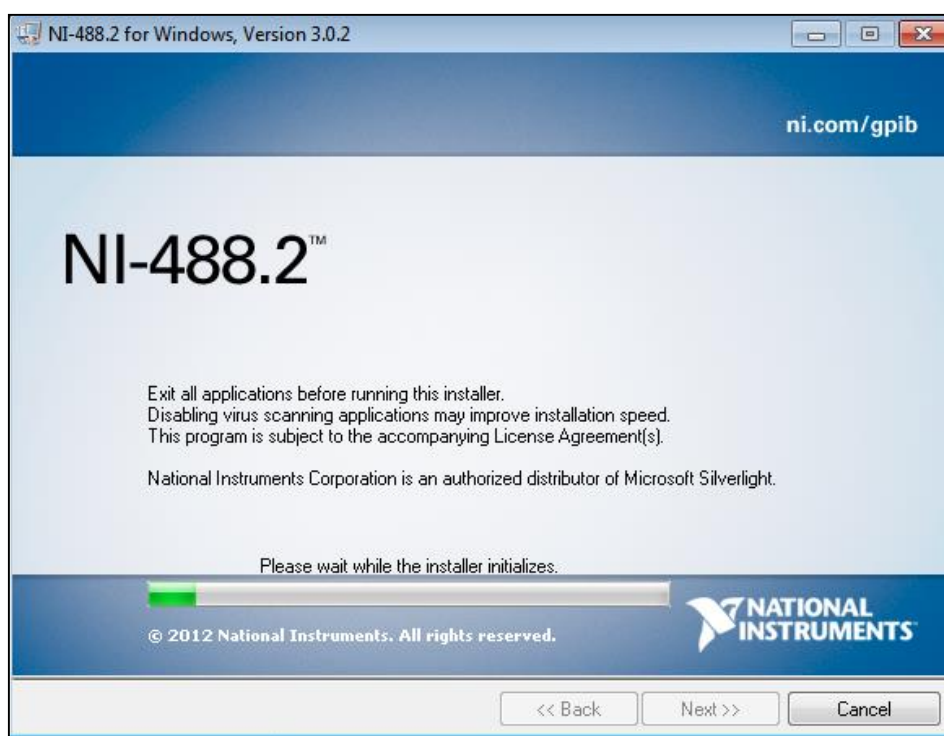 NI-488.2 for Windows, Version 3.0.2
ni.com/gpib
NI-488.2™
Exit all applications before running this installer.
Disabling virus scanning applications may improve installation speed.
This program is subject to the accompanying License Agreement(s).
National Instruments Corporation is an authorized distributor of Microsoft Silverlight.
Please wait while the installer initializes.
© 2012 National Instruments. All rights reserved.
NATIONAL
INSTRUMENTS
<< Back
Next >>
Cancel